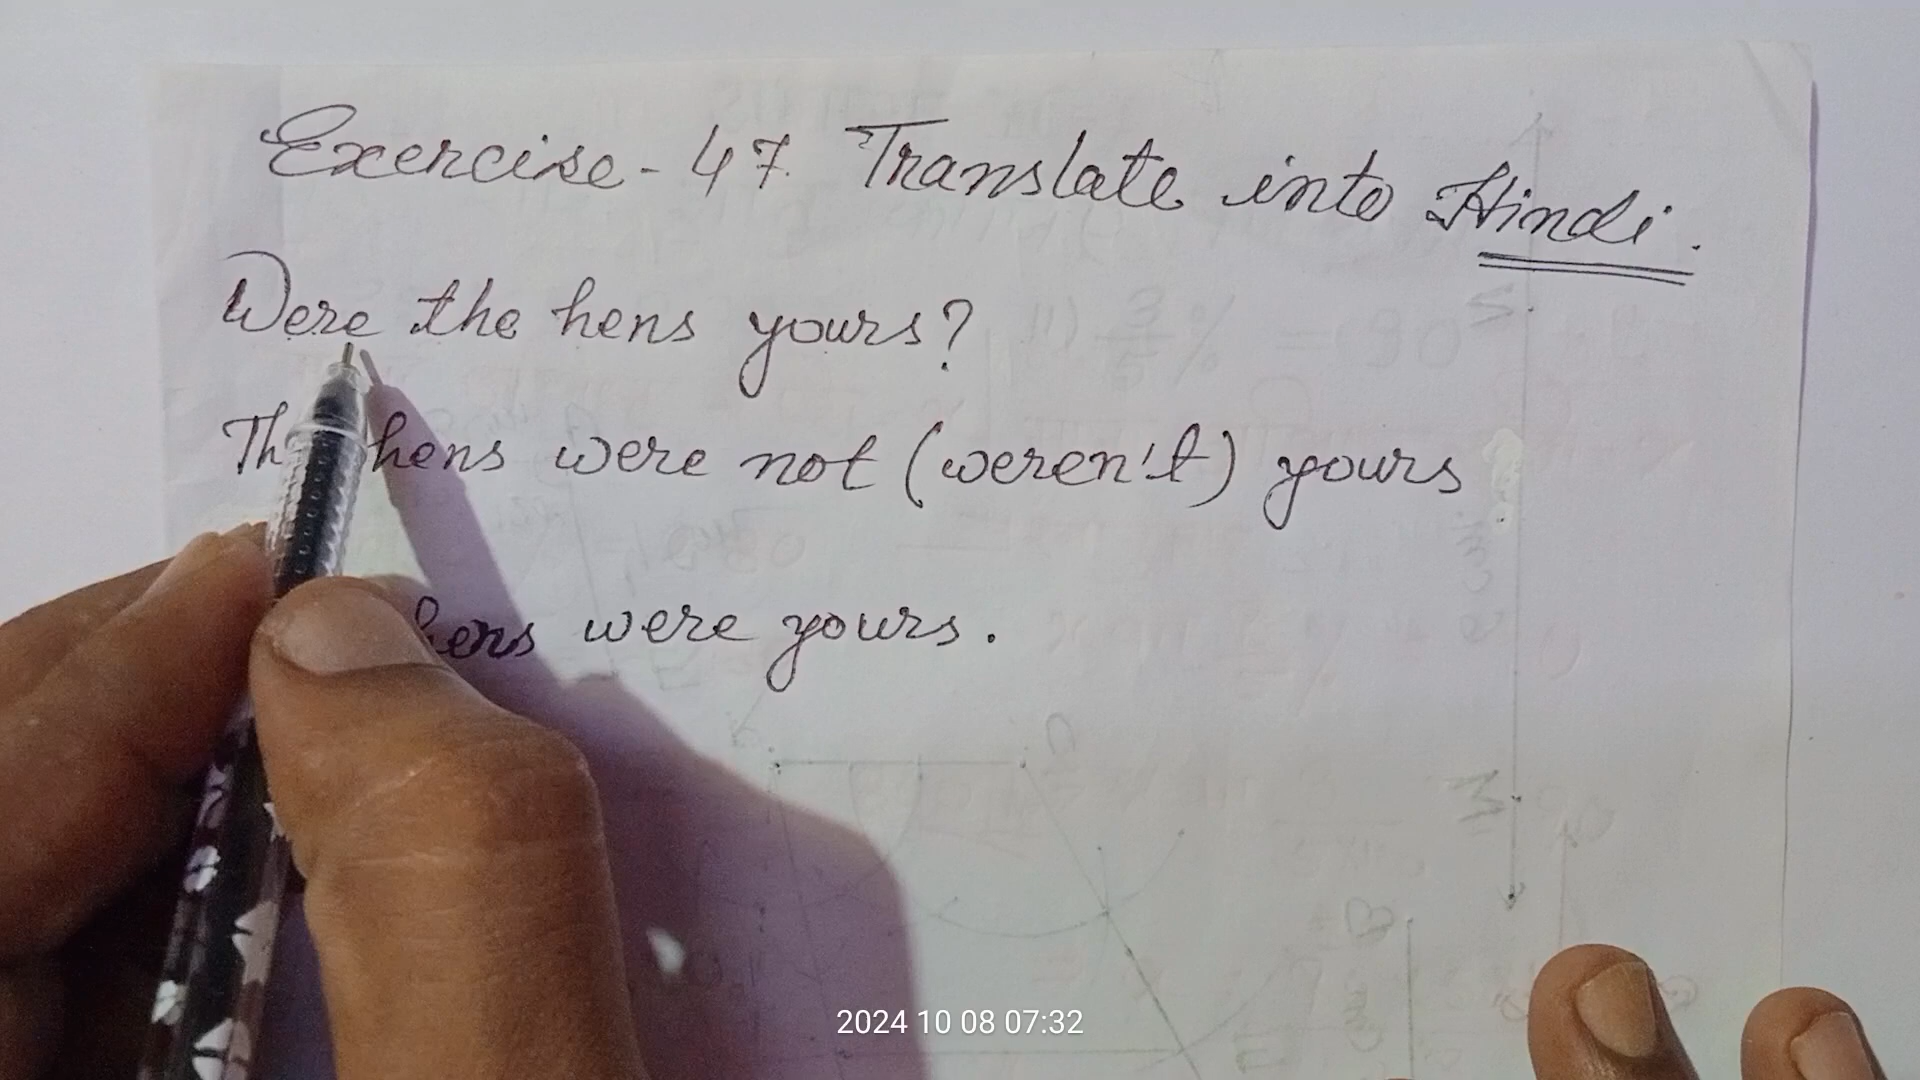 Exercise-47. Translate into Hindi.
Were the hens yours?
Th hens were not (weren't) yours
hens were yours.
2024 10 08 07:32